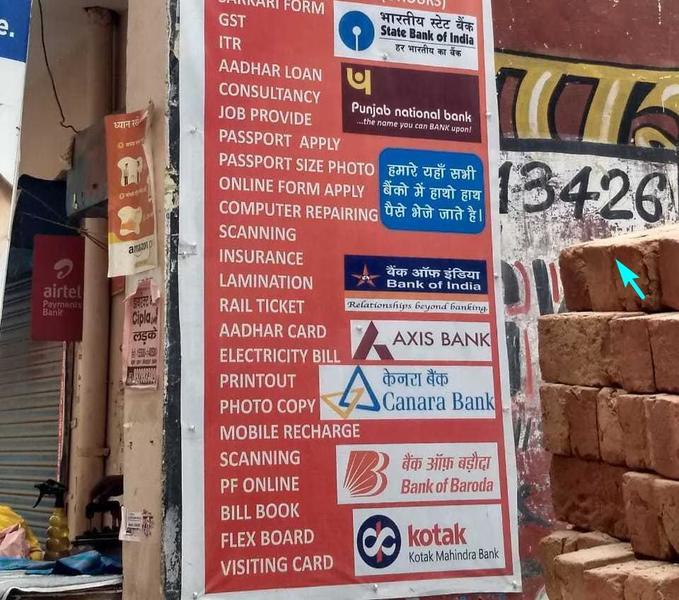 e.
SARKARI FORM
GST
ITR
AADHAR LOAN
CONSULTANCY
JOB PROVIDE
PASSPORT APPLY
PASSPORT SIZE PHOTO
ONLINE FORM APPLY
COMPUTER REPAIRING
SCANNING
INSURANCE
LAMINATION
RAIL TICKET
AADHAR CARD
ELECTRICITY BILL
PRINTOUT
PHOTO COPY
MOBILE RECHARGE
SCANNING
PF ONLINE
BILL BOOK
FLEX BOARD
VISITING CARD
भारतीय स्टेट बैंक
State Bank of India
हर भारतीय का बैंक
Punjab national bank
...the name you can BANK upon!
हमारे यहाँ सभी
बैंको में हाथो हाथ
पैसे भेजे जाते है।
बैंक ऑफ इंडिया
Bank of India
Relationships beyond banking.
AXIS BANK
केनरा बैंक
Canara Bank
बैंक ऑफ़ बड़ौदा
Bank of Baroda
kotak
Kotak Mahindra Bank
airtel
Payments
Bank
ध्यान
amazon
Cipla
लड़के
13426